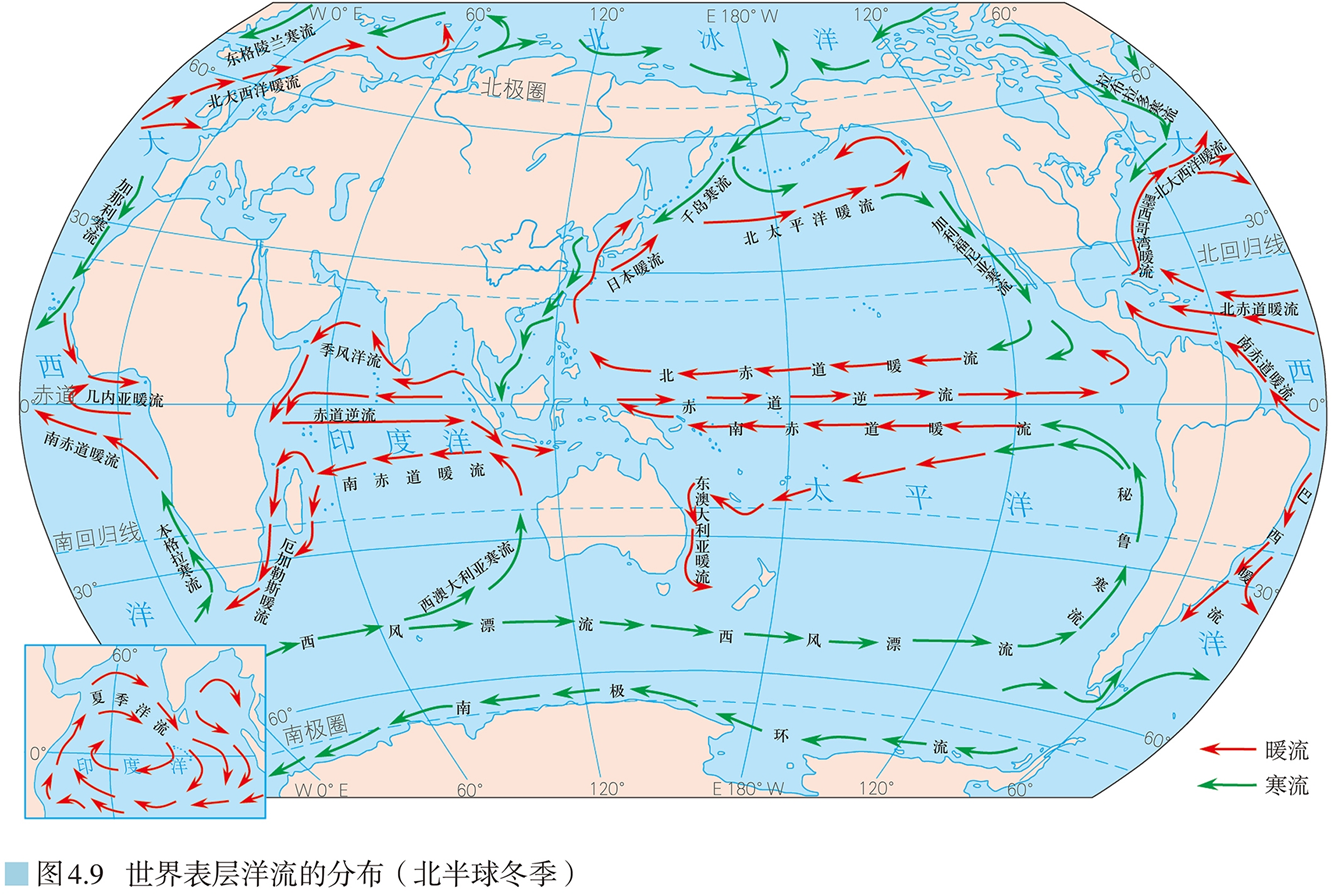 W 0° E
60°
120°
E 180° W
120°
60°
北 冰 洋
东格陵兰寒流
60°
北大西洋暖流
北极圈
大
60°
拉布拉多寒流
大
北大西洋暖流
加那利寒流
30°
千岛寒流
北太平洋暖流
加利福尼亚寒流
墨西哥湾暖流
30°
北回归线
日本暖流
北赤道暖流
南赤道暖流
季风洋流
西
西
北赤道暖流
赤道
0°
几内亚暖流
赤道逆流
赤道逆流
0°
南赤道暖流
印度洋
南赤道暖流
南赤道暖流
太平洋
东澳大利亚暖流
秘鲁寒流
巴西暖流
南回归线
本格拉寒流
厄加勒斯暖流
西澳大利亚寒流
30°
30°
洋
洋
西风漂流
西风漂流
南极环流
60°
南极圈
60°
60°
夏季洋流
0°
印度洋
W 0° E
60°
120°
E 180° W
120°
60°
暖流
寒流
图4.9 世界表层洋流的分布（北半球冬季）